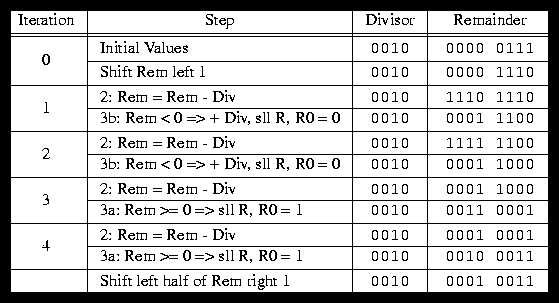 Iteration Step Divisor Remainder
0 Initial Values 0010 0000 0111
Shift Rem left 1 0010 0000 1110
1 2: Rem = Rem - Div 0010 1110 1110
3b: Rem < 0 => + Div, sll R, R0 = 0 0010 0001 1100
2 2: Rem = Rem - Div 0010 1111 1100
3b: Rem < 0 => + Div, sll R, R0 = 0 0010 0001 1000
3 2: Rem = Rem - Div 0010 0001 1000
3a: Rem >= 0 => sll R, R0 = 1 0010 0011 0001
4 2: Rem = Rem - Div 0010 0001 0001
3a: Rem >= 0 => sll R, R0 = 1 0010 0010 0011
Shift left half of Rem right 1 0010 0001 0011